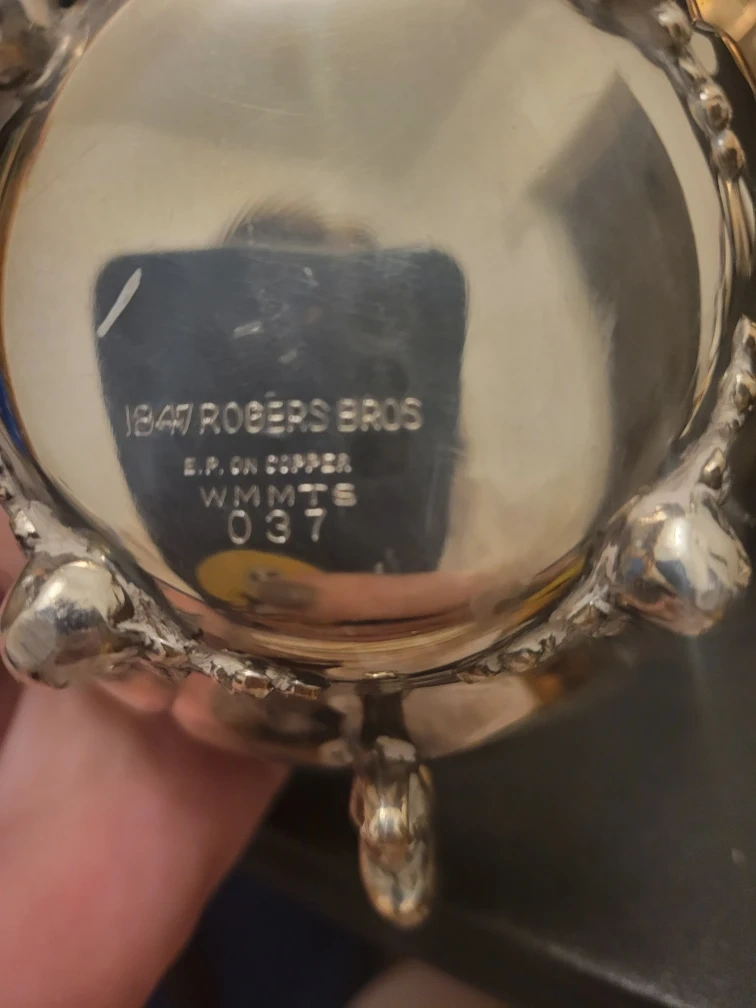 1847 ROGERS BROS
E.P. ON COPPER
WMMTS
037